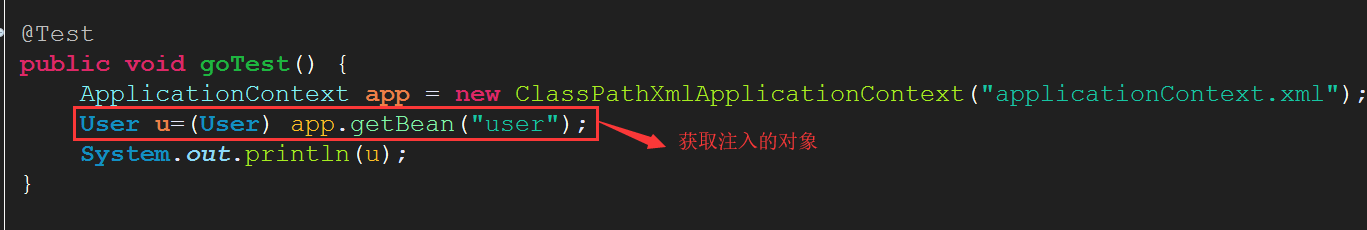 @Test
public void goTest() {
ApplicationContext app = new ClassPathXmlApplicationContext("applicationContext.xml");
User u=(User) app.getBean("user");
获取注入的对象
System.out.println(u);
}